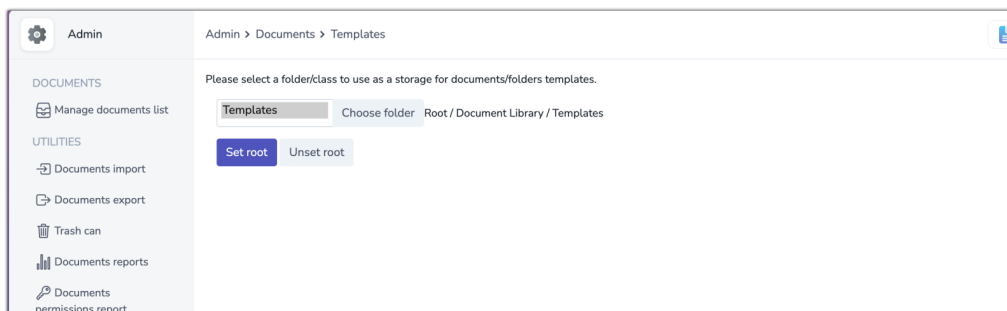 Admin
Admin > Documents > Templates
DOCUMENTS
Manage documents list
UTILITIES
Documents import
Documents export
Trash can
Documents reports
Documents
permissions report
Please select a folder/class to use as a storage for documents/folders templates.
Templates Choose folder Root / Document Library / Templates
Set root Unset root